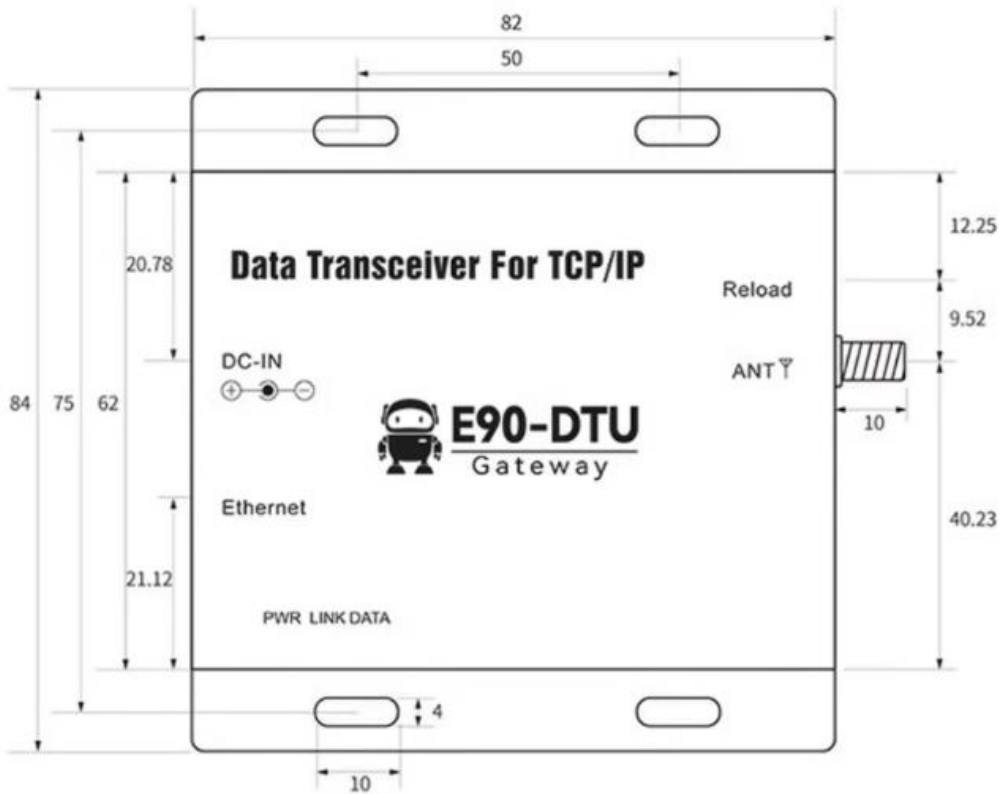 82
50
12.25
20.78
Data Transceiver For TCP/IP
Reload
9.52
DC-IN
ANT
84
75
62
10
E90-DTU
Gateway
Ethernet
40.23
21.12
PWR LINK DATA
4
10